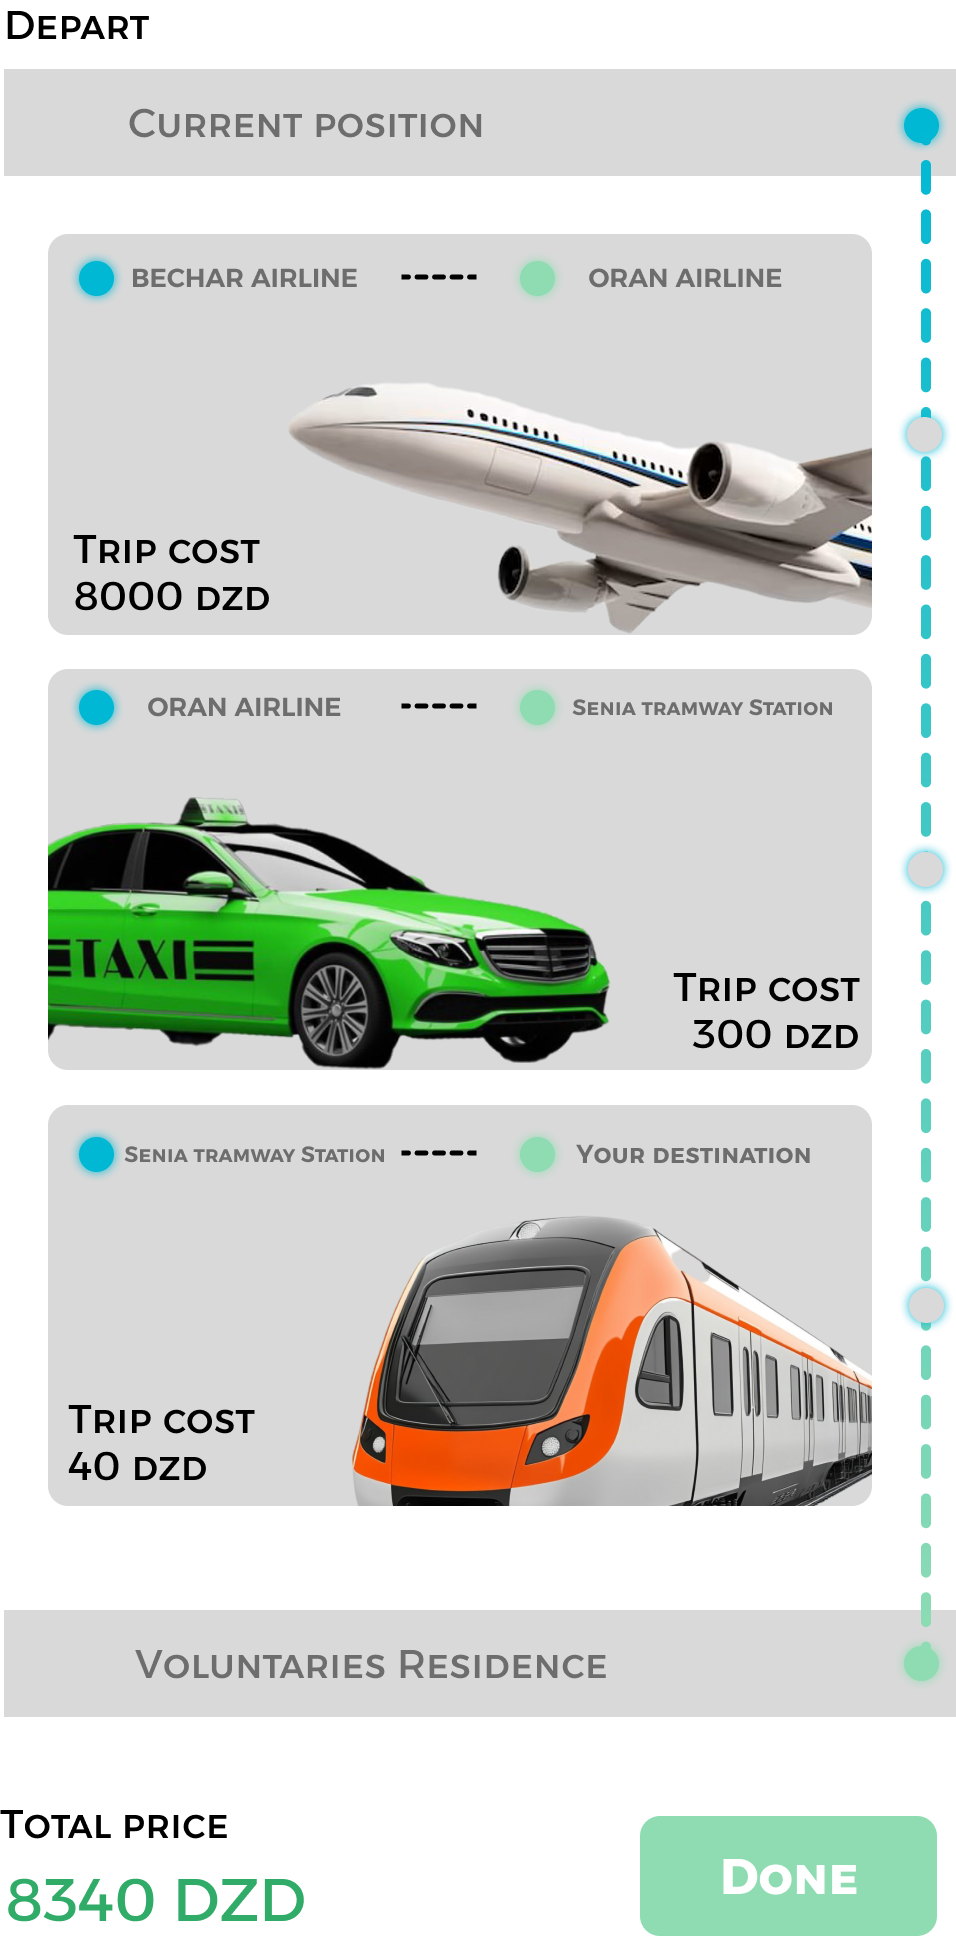 Depart
Current position
BECHAR AIRLINE ORAN AIRLINE
Trip cost
8000 DZD
ORAN AIRLINE Senia tramway Station
TAXI
TAXI
Trip cost
300 DZD
Senia tramway Station Your destination
Trip cost
40 DZD
Voluntaries Residence
Total price
8340 DZD
Done